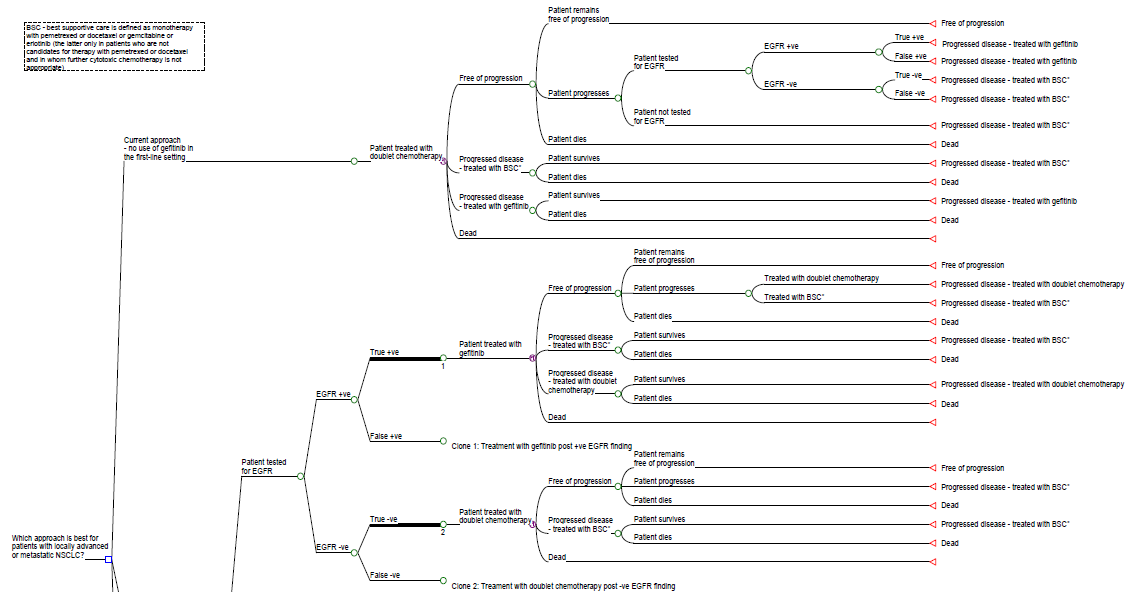 BSC - best supportive care is defined as monotherapy
with pemetrexed or docetaxel or gemcitabine or
erlotinib (the latter only in patients who are not
candidates for therapy with pemetrexed or docetaxel
and in whom further cytotoxic chemotherapy is not
appropriate)
Which approach is best for
patients with locally advanced
or metastatic NSCLC?
Current approach
- no use of gefitinib in
the first-line setting
Patient treated with
doublet chemotherapy
Free of progression
Patient remains
free of progression
Free of progression
Patient progresses
Patient tested
for EGFR
EGFR +ve
True +ve
Progressed disease - treated with gefitinib
False +ve
Progressed disease - treated with gefitinib
EGFR -ve
True -ve
Progressed disease - treated with BSC*
False -ve
Progressed disease - treated with BSC*
Patient not tested
for EGFR
Progressed disease - treated with BSC*
Patient dies
Dead
Progressed disease
- treated with BSC*
Patient survives
Progressed disease - treated with BSC*
Patient dies
Dead
Progressed disease
- treated with gefitinib
Patient survives
Progressed disease - treated with gefitinib
Patient dies
Dead
Dead
Patient tested
for EGFR
EGFR +ve
True +ve
1
Patient treated with
gefitinib
Free of progression
Patient remains
free of progression
Free of progression
Patient progresses
Treated with doublet chemotherapy
Progressed disease - treated with doublet chemotherapy
Treated with BSC*
Progressed disease - treated with BSC*
Patient dies
Dead
Progressed disease
- treated with BSC*
Patient survives
Progressed disease - treated with BSC*
Patient dies
Dead
Progressed disease
- treated with doublet
chemotherapy
Patient survives
Progressed disease - treated with doublet chemotherapy
Patient dies
Dead
Dead
False +ve
Clone 1: Treatment with gefitinib post +ve EGFR finding
EGFR -ve
True -ve
2
Patient treated with
doublet chemotherapy
Free of progression
Patient remains
free of progression
Free of progression
Patient progresses
Progressed disease - treated with BSC*
Patient dies
Dead
Progressed disease
- treated with BSC*
Patient survives
Progressed disease - treated with BSC*
Patient dies
Dead
Dead
False -ve
Clone 2: Treament with doublet chemotherapy post -ve EGFR finding